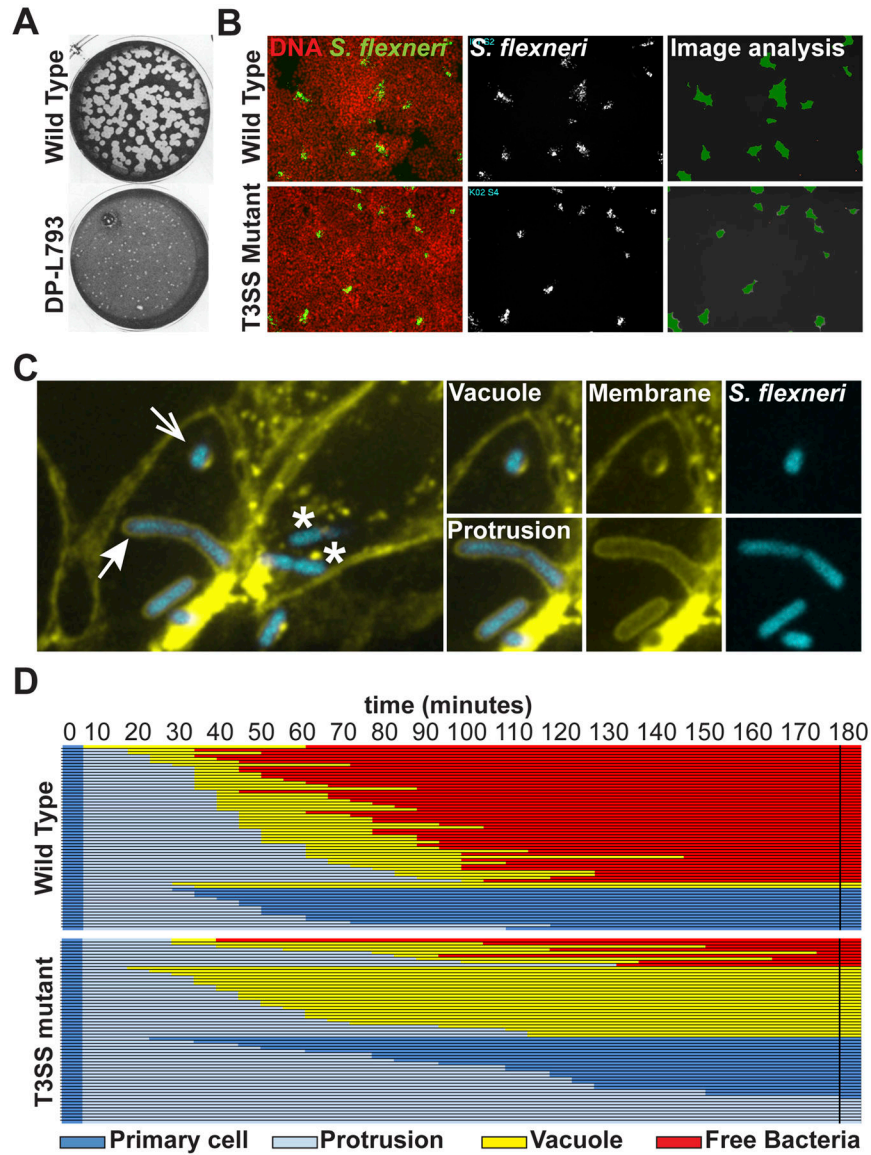 A
B
Wild Type
DP-L793
Wild Type
T3SS Mutant
DNA S. flexneri
S. flexneri
Image analysis
K02 S4
C
Vacuole
Membrane
S. flexneri
Protrusion
*
*
D
time (minutes)
0 10 20 30 40 50 60 70 80 90 100 110 120 130 140 150 160 170 180
Wild Type
T3SS mutant
Primary cell
Protrusion
Vacuole
Free Bacteria